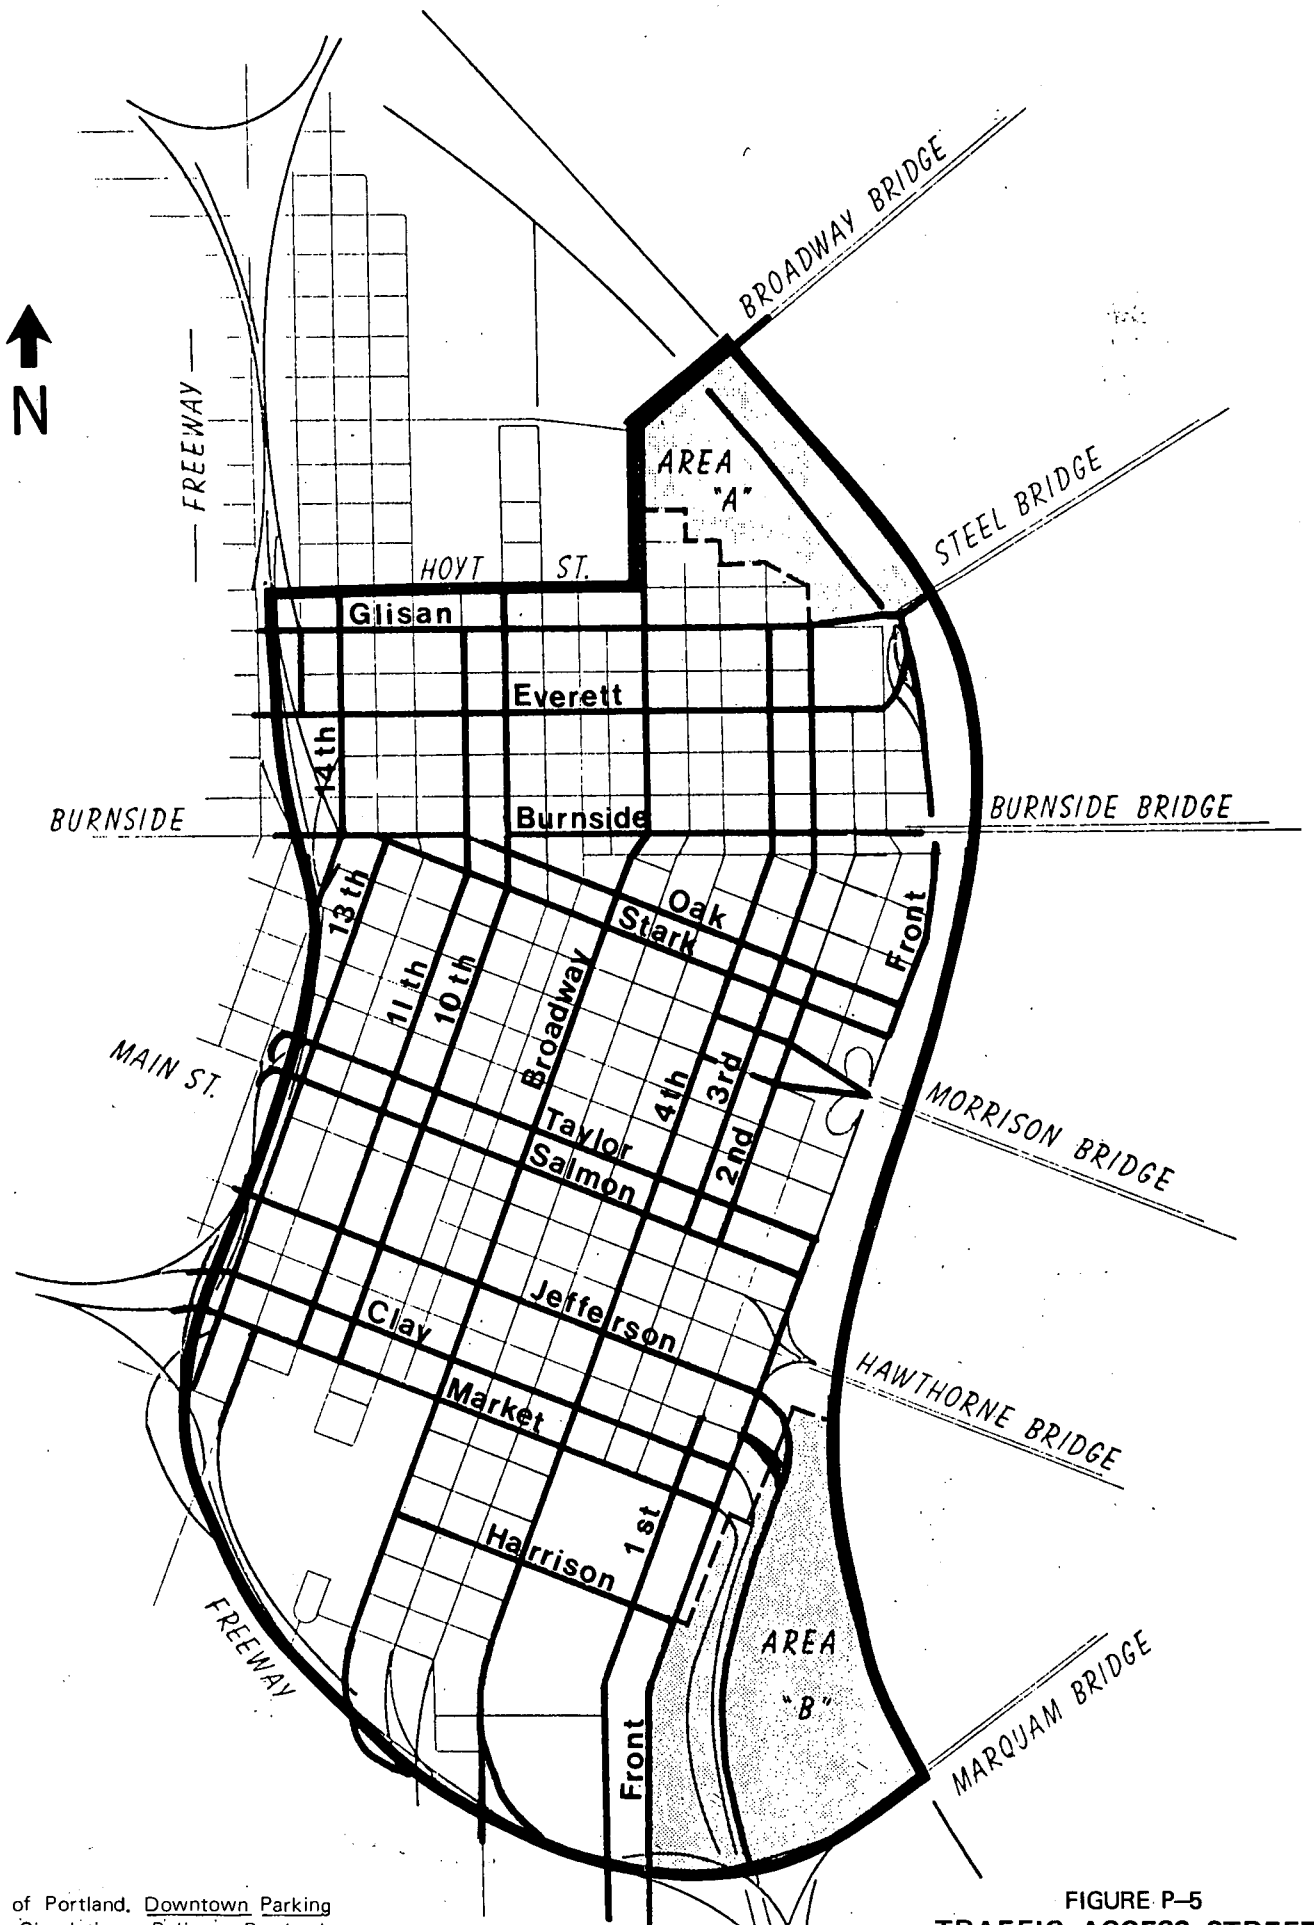 BROADWAY BRIDGE
N
FREEWAY
AREA
"A"
STEEL BRIDGE
HOYT ST.
Glisan
Everett
14th
BURNSIDE
Burnside
BURNSIDE BRIDGE
13th
Oak
Stark
Front
11th
10th
Broadway
MAIN ST.
4th
3rd
2nd
MORRISON BRIDGE
Taylor
Salmon
Jefferson
Clay
Market
HAWTHORNE BRIDGE
1st
Harrison
FREEWAY
AREA
"B"
MARQUAM BRIDGE
Front
of Portland, Downtown Parking
FIGURE P-5
TRAFFIC ACCESS